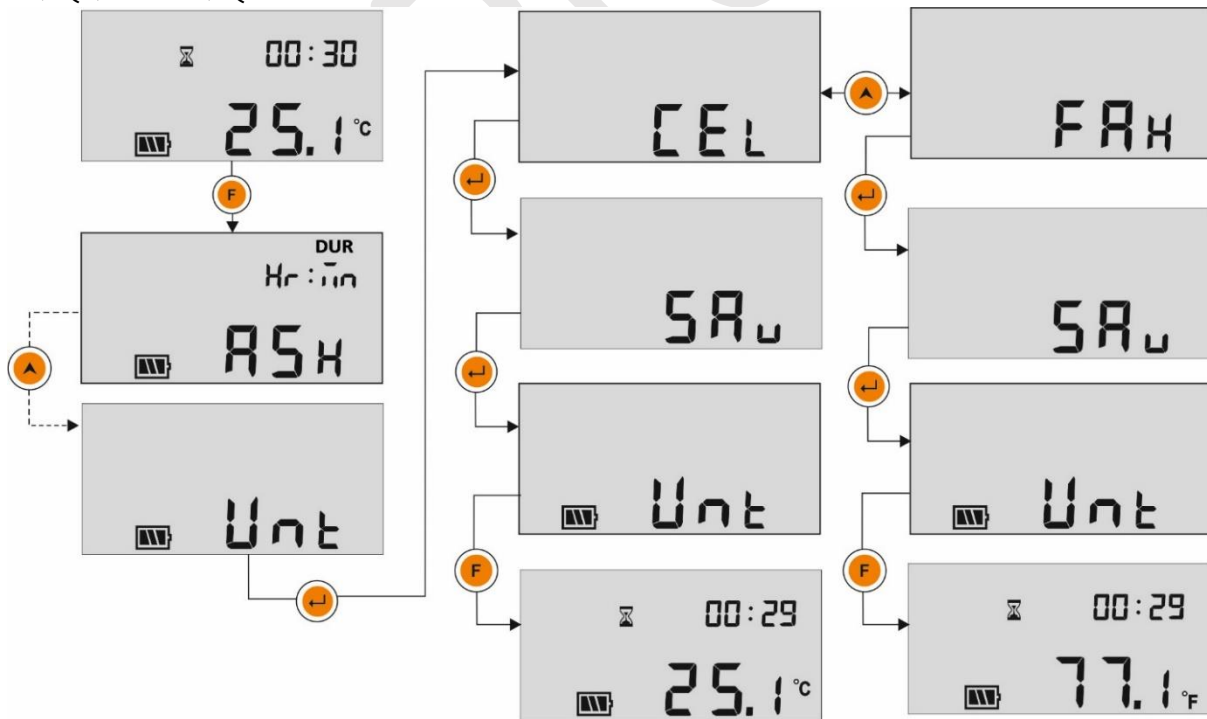 00:30
25.1 °C
F
DUR
Hr:mn
ASH
Unt
CEL
SAv
Unt
F
00:29
25.1 °C
FAH
SAv
Unt
F
00:29
77.1 °F